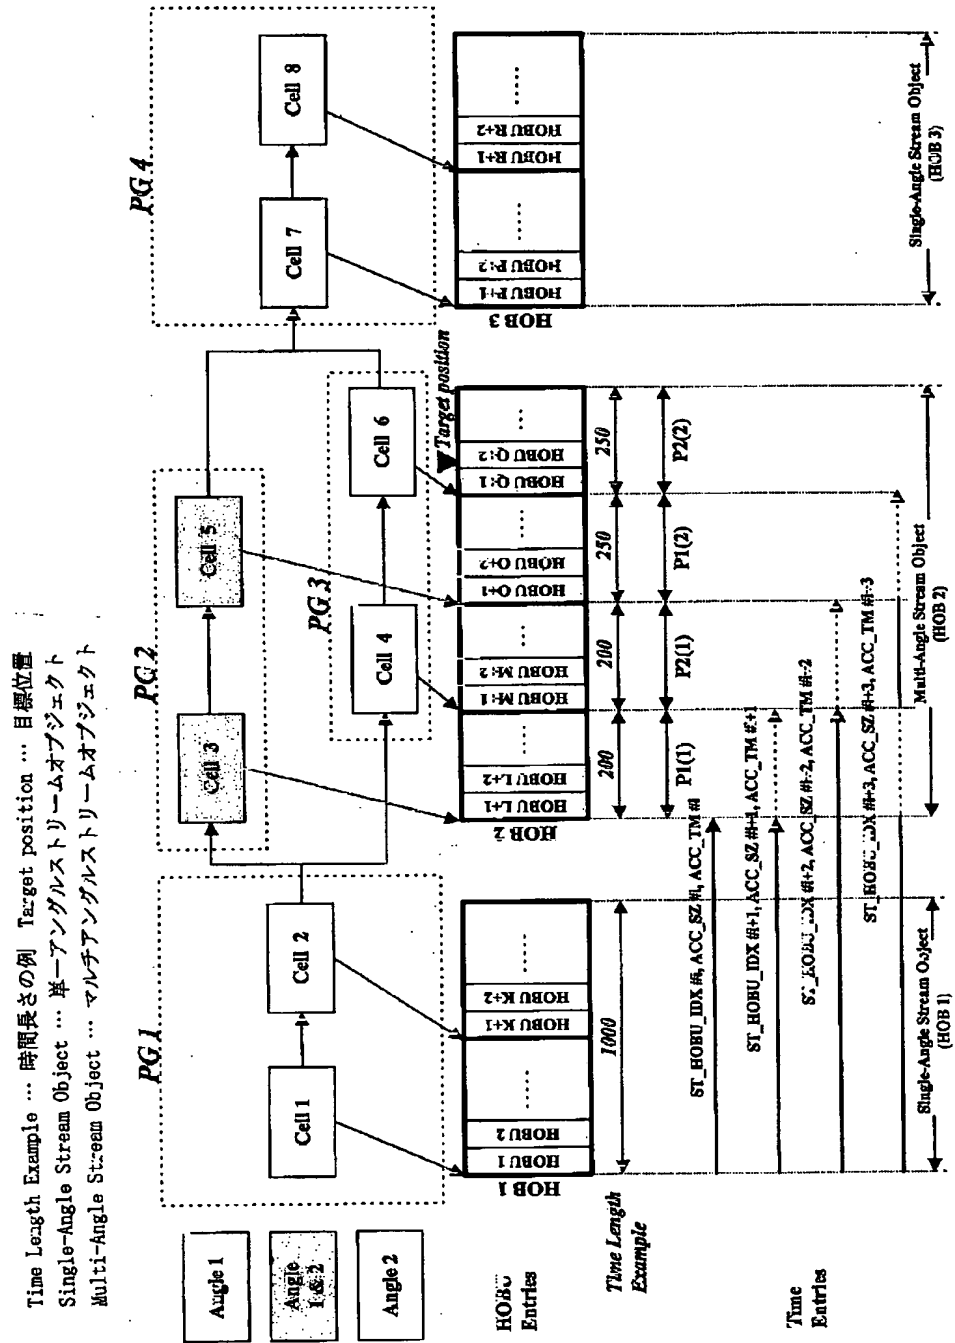 Time Length Example … 時間長さの例 Target position … 目標位置
Single-Angle Stream Object … 単一アングルストリームオブジェクト
Multi-Angle Stream Object … マルチアングルストリームオブジェクト
PG 1
PG 2
PG 3
PG 4
Angle 1
Angle
1 & 2
Angle 2
Cell 1
Cell 2
Cell 3
Cell 5
Cell 4
Cell 6
Cell 7
Cell 8
Target position
HOBU
Entries
HOB 1
HOBU 1
HOBU 2
……
HOBU K+1
HOBU K+2
……
HOB 2
HOBU L+1
HOBU L+2
……
HOBU M+1
HOBU M+2
……
HOBU O+1
HOBU O+2
……
HOBU Q+1
HOBU Q+2
…
HOB 3
HOBU P+1
HOBU P+2
……
HOBU R+1
HOBU R+2
……
Time Length
Example
1000
200
200
250
250
P1(1)
P2(1)
P1(2)
P2(2)
Time
Entries
ST_HOBU_IDX #i, ACC_SZ #i, ACC_TM #i
ST_HOBU_IDX #i+1, ACC_SZ #i+1, ACC_TM #i+1
ST_HOBU_IDX #i+2, ACC_SZ #i+2, ACC_TM #i+2
ST_HOBU_IDX #i+3, ACC_SZ #i+3, ACC_TM #i+3
Single-Angle Stream Object
(HOB 1)
Multi-Angle Stream Object
(HOB 2)
Single-Angle Stream Object
(HOB 3)